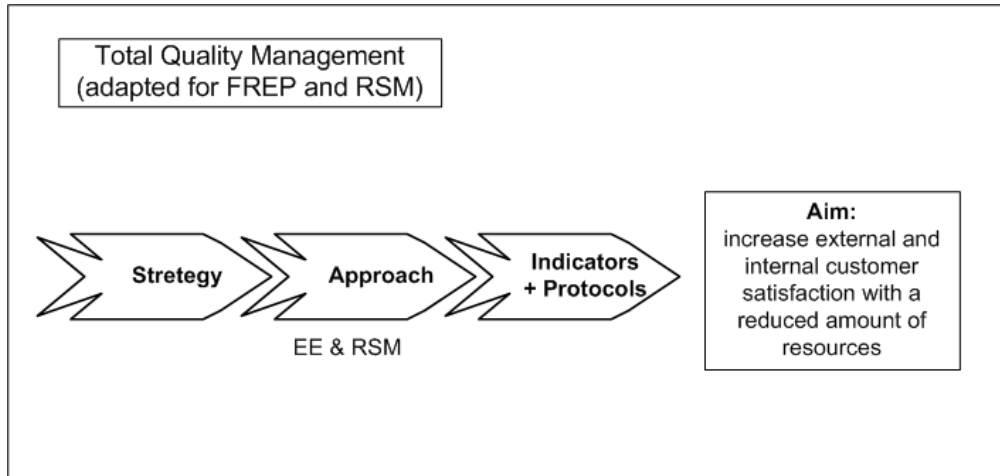 Total Quality Management
(adapted for FREP and RSM)
Stretegy
Approach
Indicators
+ Protocols
EE & RSM
Aim:
increase external and
internal customer
satisfaction with a
reduced amount of
resources